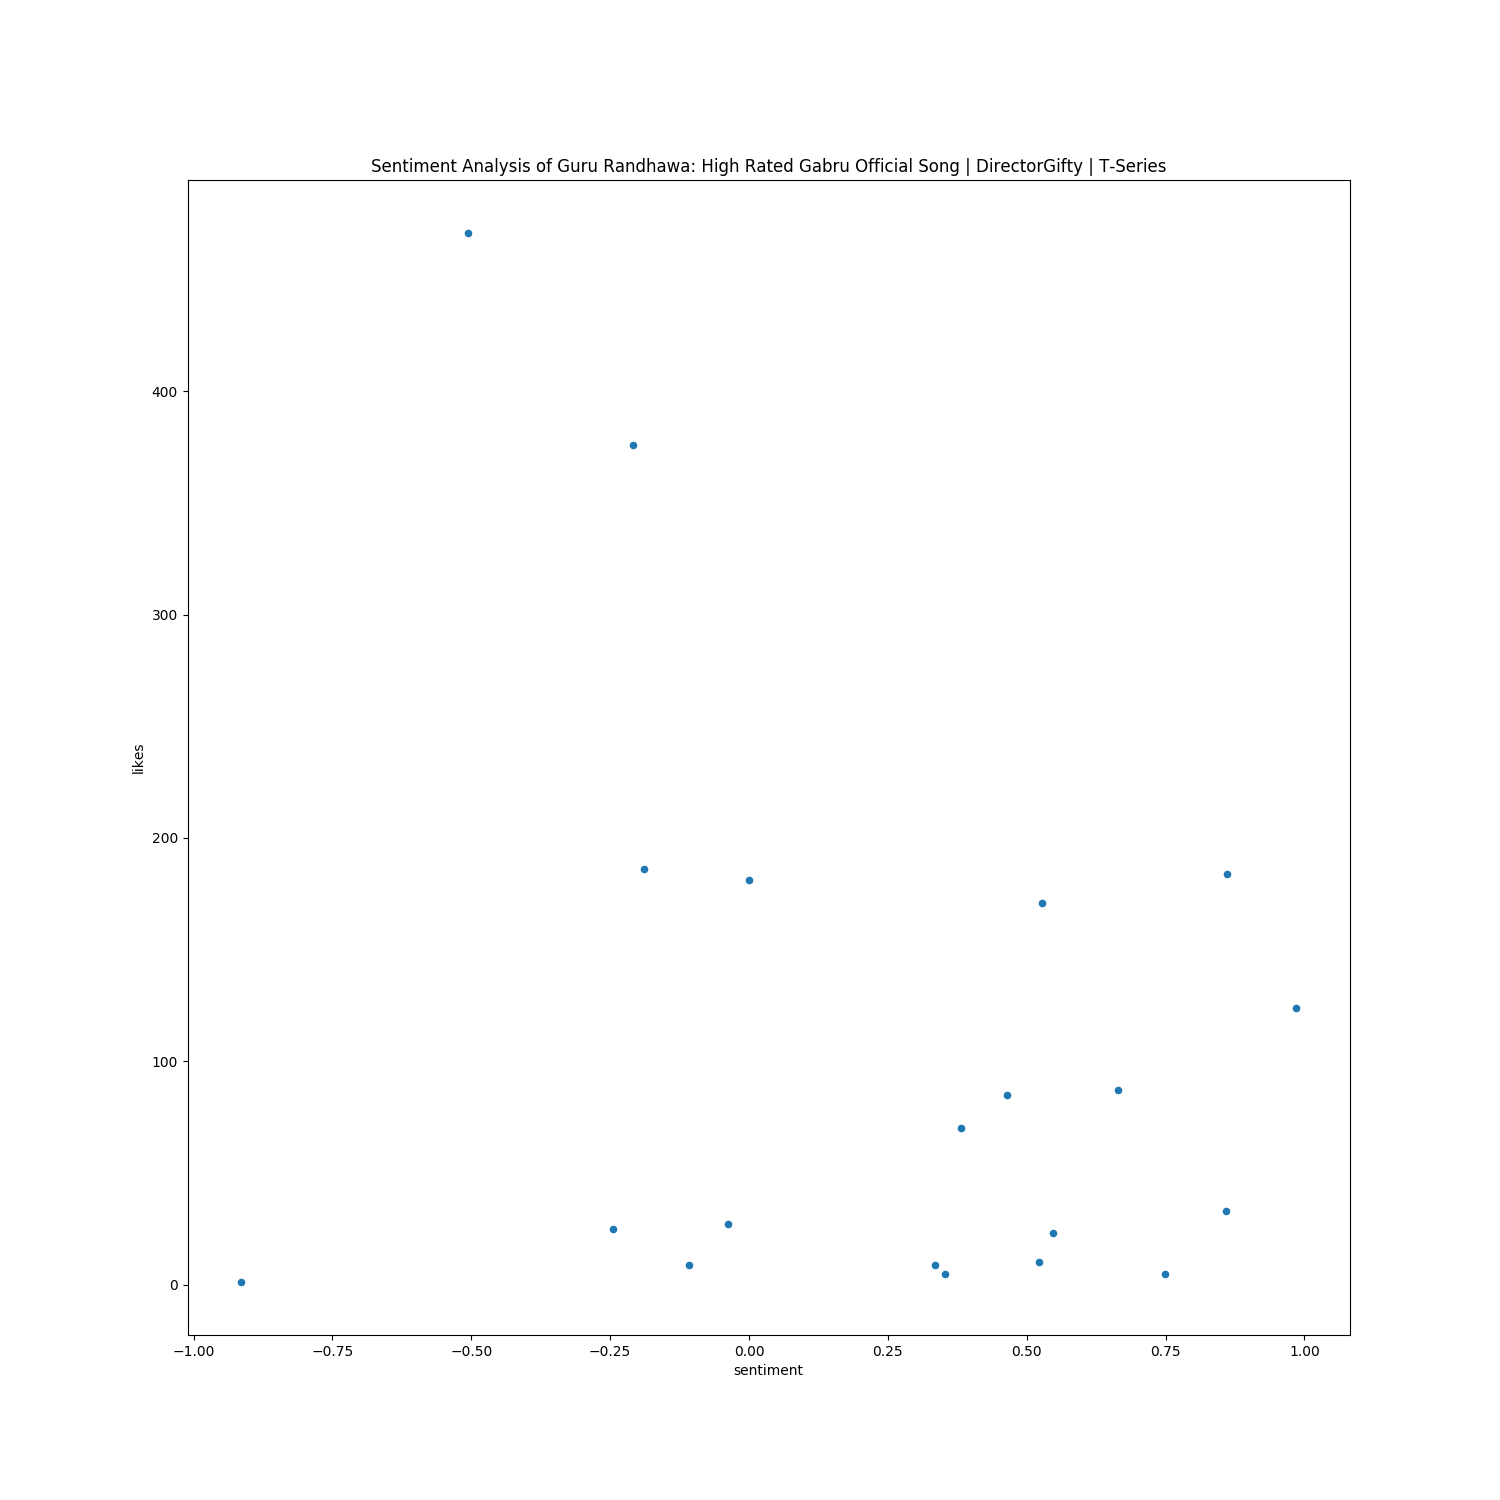 Sentiment Analysis of Guru Randhawa: High Rated Gabru Official Song | DirectorGifty | T-Series
400
300
likes
200
100
0
−1.00 −0.75 −0.50 −0.25 0.00 0.25 0.50 0.75 1.00
sentiment